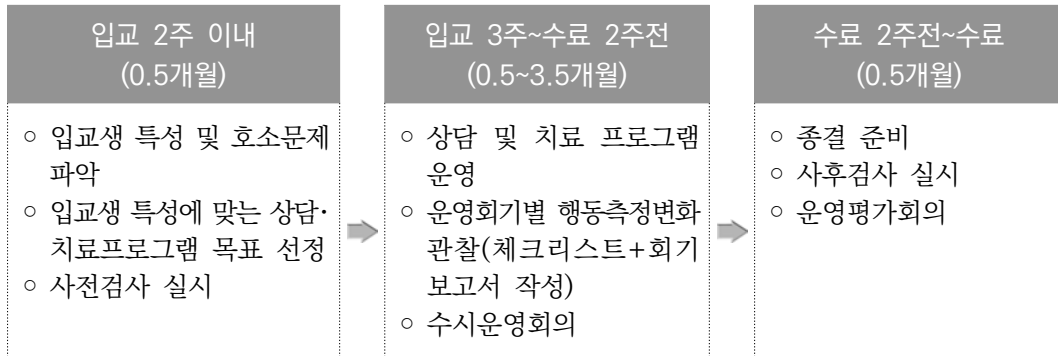 입교 2주 이내
(0.5개월)
○ 입교생 특성 및 호소문제
파악
○ 입교생 특성에 맞는 상담·
치료프로그램 목표 선정
○ 사전검사 실시
입교 3주~수료 2주전
(0.5~3.5개월)
○ 상담 및 치료 프로그램
운영
○ 운영회기별 행동측정변화
관찰(체크리스트+회기
보고서 작성)
○ 수시운영회의
수료 2주전~수료
(0.5개월)
○ 종결 준비
○ 사후검사 실시
○ 운영평가회의